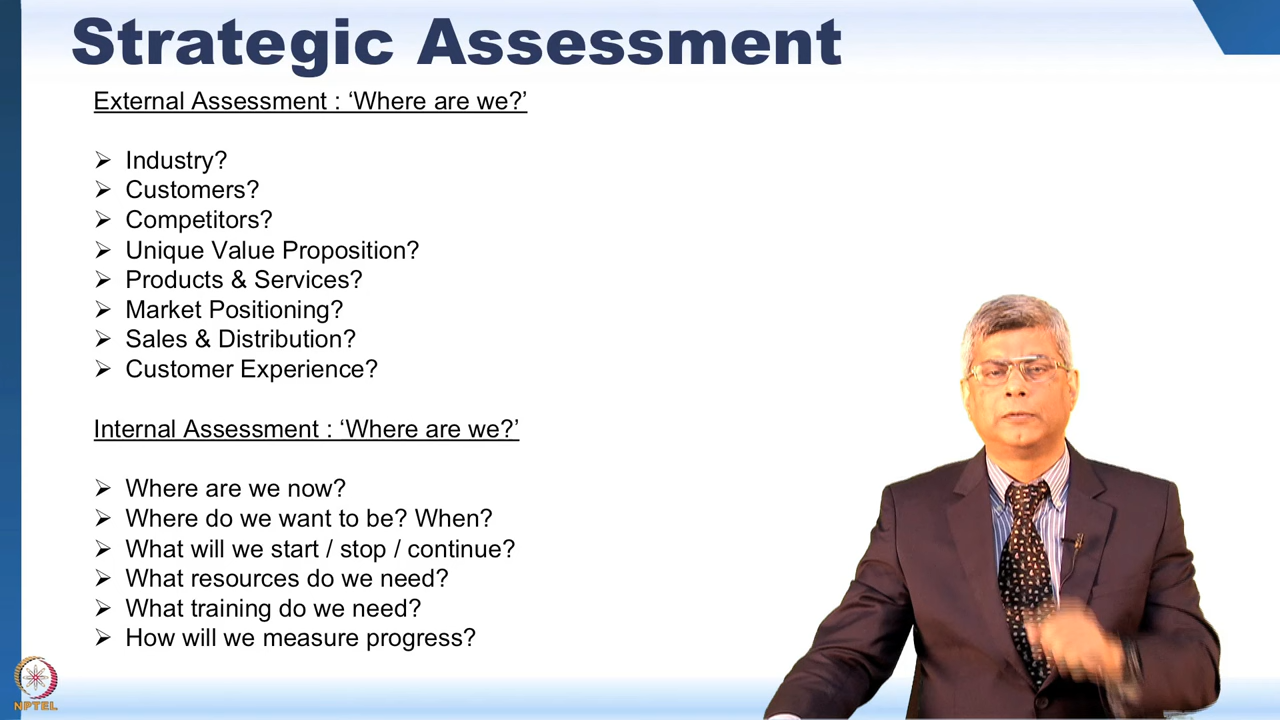 Strategic Assessment
External Assessment : ‘Where are we?’
➢ Industry?
➢ Customers?
➢ Competitors?
➢ Unique Value Proposition?
➢ Products & Services?
➢ Market Positioning?
➢ Sales & Distribution?
➢ Customer Experience?
Internal Assessment : ‘Where are we?’
➢ Where are we now?
➢ Where do we want to be? When?
➢ What will we start / stop / continue?
➢ What resources do we need?
➢ What training do we need?
➢ How will we measure progress?
NPTEL